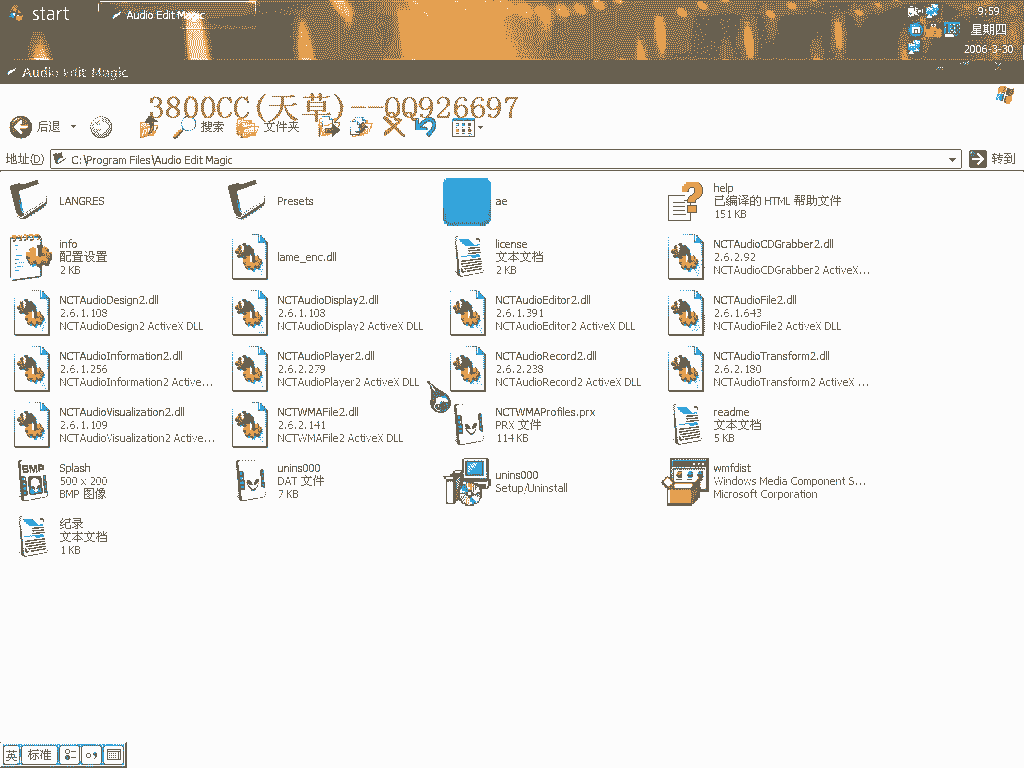 start
Audio Edit Magic
9:59
星期四
2006-3-30
Audio Edit Magic
3800CC(天草)--QQ926697
后退
搜索
文件夹
地址(D)
C:\Program Files\Audio Edit Magic
转到
LANGRES
Presets
ae
help
已编译的 HTML 帮助文件
151 KB
info
配置设置
2 KB
lame_enc.dll
license
文本文档
2 KB
NCTAudioCDGrabber2.dll
2.6.2.92
NCTAudioCDGrabber2 ActiveX...
NCTAudioDesign2.dll
2.6.1.108
NCTAudioDesign2 ActiveX DLL
NCTAudioDisplay2.dll
2.6.1.108
NCTAudioDisplay2 ActiveX DLL
NCTAudioEditor2.dll
2.6.1.391
NCTAudioEditor2 ActiveX DLL
NCTAudioFile2.dll
2.6.1.643
NCTAudioFile2 ActiveX DLL
NCTAudioInformation2.dll
2.6.1.256
NCTAudioInformation2 Active...
NCTAudioPlayer2.dll
2.6.2.279
NCTAudioPlayer2 ActiveX DLL
NCTAudioRecord2.dll
2.6.2.238
NCTAudioRecord2 ActiveX DLL
NCTAudioTransform2.dll
2.6.2.180
NCTAudioTransform2 ActiveX ...
NCTAudioVisualization2.dll
2.6.1.109
NCTAudioVisualization2 Active...
NCTWMAFile2.dll
2.6.2.141
NCTWMAFile2 ActiveX DLL
NCTWMAProfiles.prx
PRX 文件
114 KB
readme
文本文档
5 KB
BMP
Splash
500 x 200
BMP 图像
unins000
DAT 文件
7 KB
unins000
Setup/Uninstall
wmfdist
Windows Media Component S...
Microsoft Corporation
纪录
文本文档
1 KB
英
标准